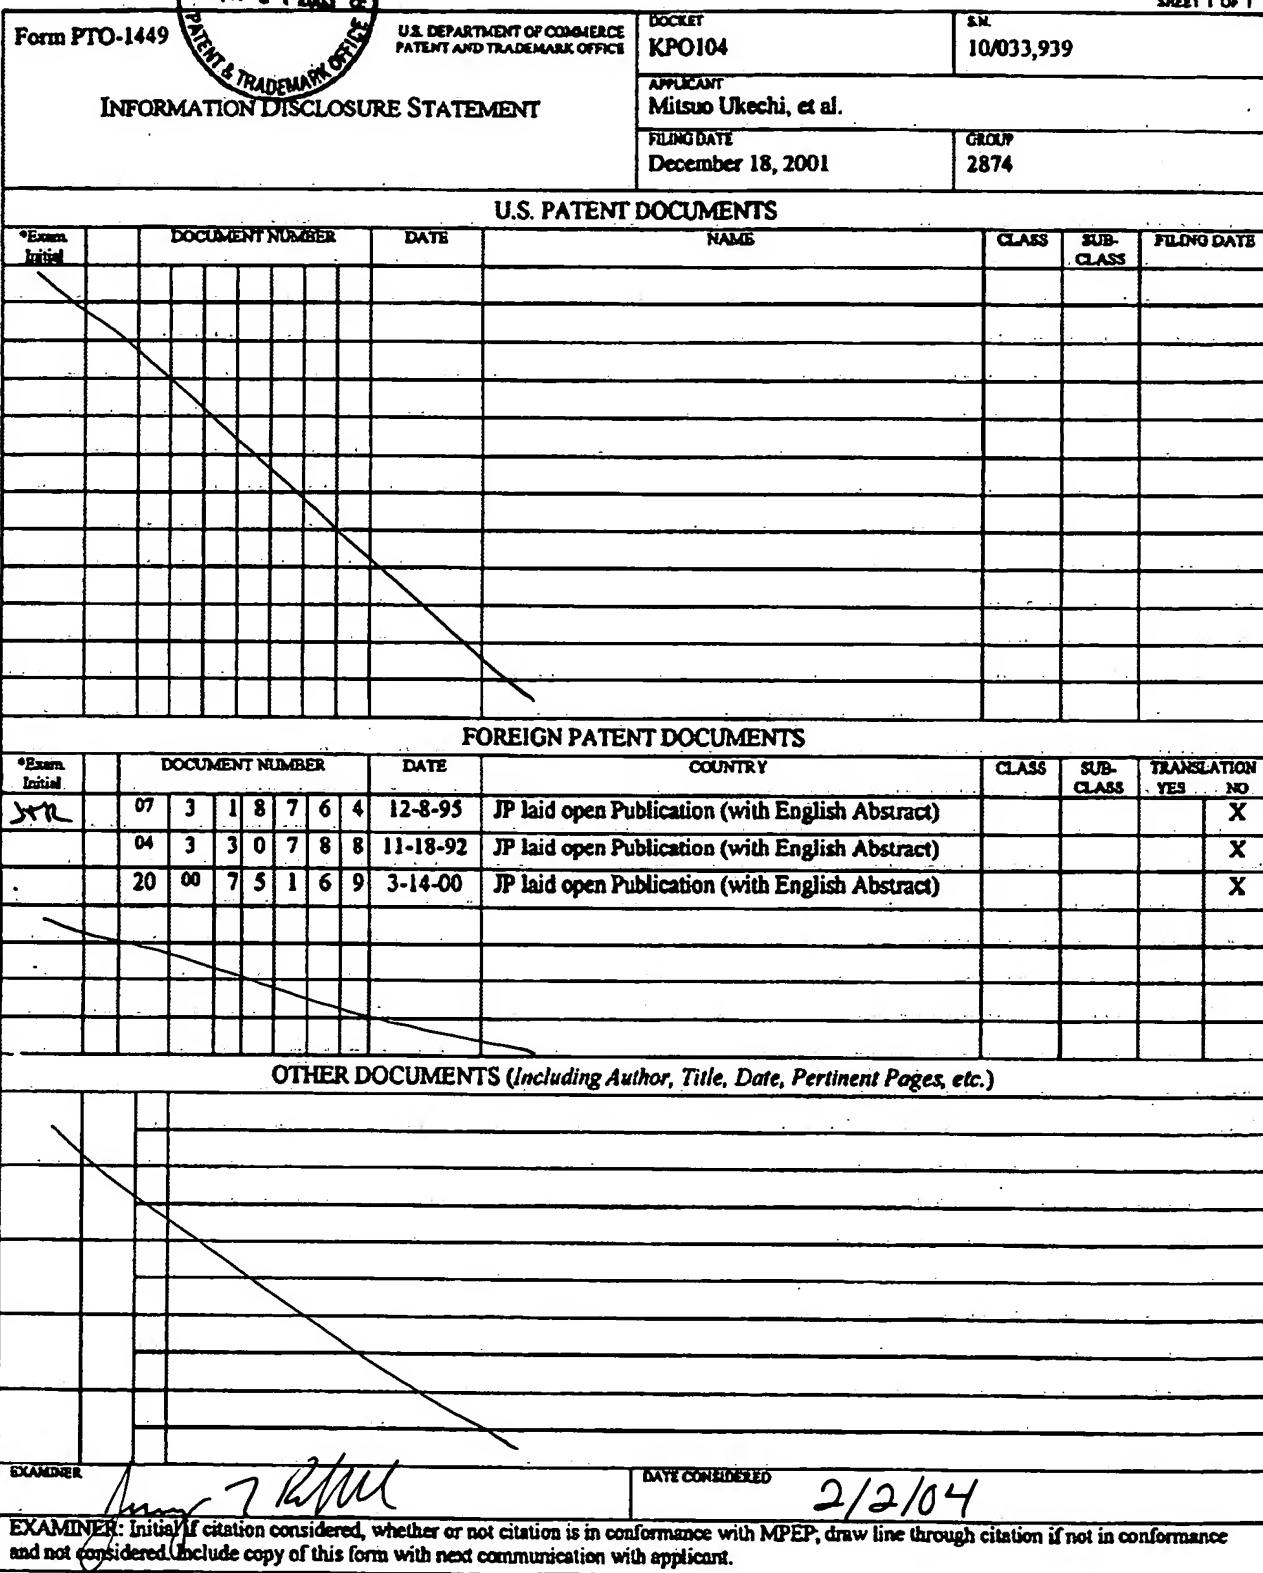 SHEET 1 OF 1
Form PTO-1449
PATENT & TRADEMARK OFFICE
U.S. DEPARTMENT OF COMMERCE
PATENT AND TRADEMARK OFFICE
INFORMATION DISCLOSURE STATEMENT
DOCKET
KPO104
S.N.
10/033,939
APPLICANT
Mitsuo Ukechi, et al.
FILING DATE
December 18, 2001
GROUP
2874
U.S. PATENT DOCUMENTS
*Exam. Initial DOCUMENT NUMBER DATE NAME CLASS SUB-CLASS FILING DATE
FOREIGN PATENT DOCUMENTS
*Exam. Initial DOCUMENT NUMBER DATE COUNTRY CLASS SUB-CLASS TRANSLATION YES NO
07 3 1 8 7 6 4 12-8-95 JP laid open Publication (with English Abstract) X
04 3 3 0 7 8 8 11-18-92 JP laid open Publication (with English Abstract) X
20 00 7 5 1 6 9 3-14-00 JP laid open Publication (with English Abstract) X
OTHER DOCUMENTS (Including Author, Title, Date, Pertinent Pages, etc.)
EXAMINER
DATE CONSIDERED 2/2/04
EXAMINER: Initial if citation considered, whether or not citation is in conformance with MPEP; draw line through citation if not in conformance
and not considered. Include copy of this form with next communication with applicant.